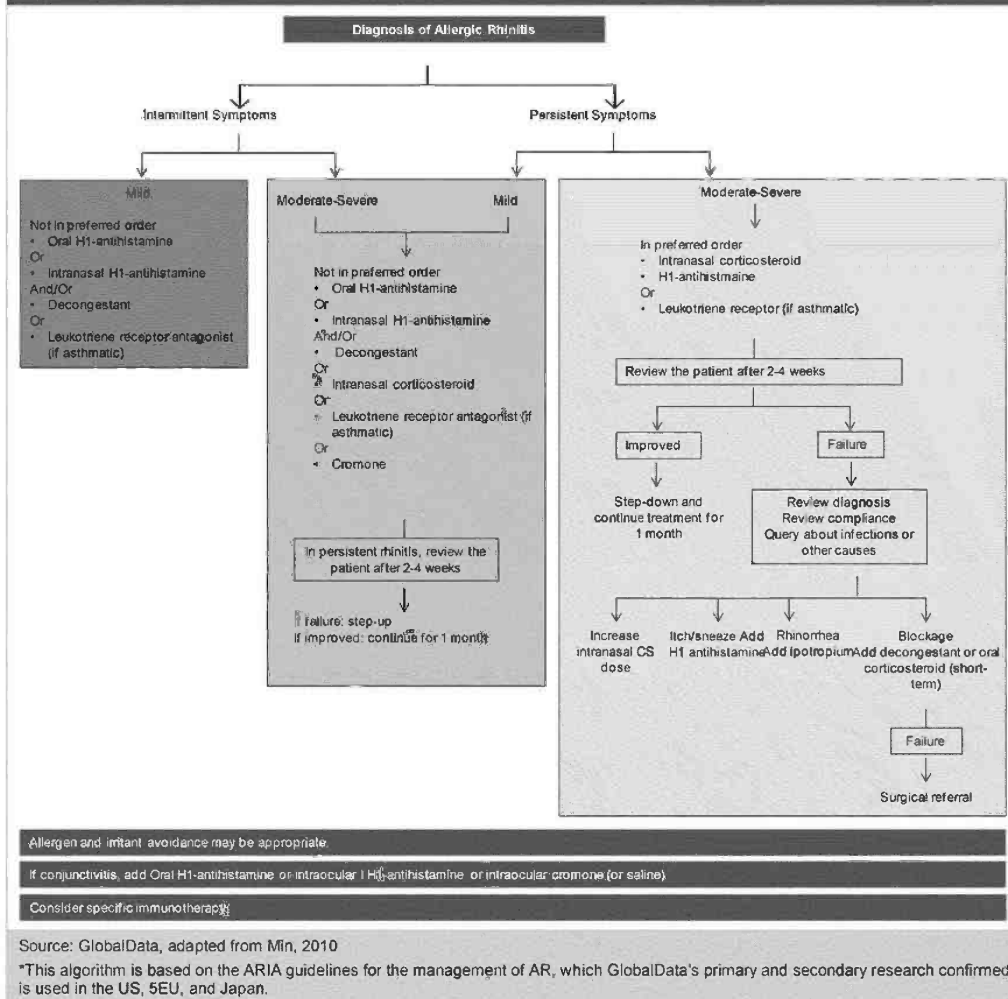 Diagnosis of Allergic Rhinitis
Intermittent Symptoms
Persistent Symptoms
Mild
Not in preferred order
• Oral H1-antihistamine
Or
• Intranasal H1-antihistamine
And/Or
• Decongestant
Or
• Leukotriene receptor antagonist
(if asthmatic)
Moderate-Severe
Mild
Not in preferred order
• Oral H1-antihistamine
Or
• Intranasal H1-antihistamine
And/Or
• Decongestant
Or
• Intranasal corticosteroid
Or
• Leukotriene receptor antagonist (if
asthmatic)
Or
• Cromone
In persistent rhinitis, review the
patient after 2-4 weeks
If failure: step-up
If improved: continue for 1 month
Moderate-Severe
In preferred order
• Intranasal corticosteroid
• H1-antihistmaine
Or
• Leukotriene receptor (if asthmatic)
Review the patient after 2-4 weeks
Improved
Failure
Step-down and
continue treatment for
1 month
Review diagnosis
Review compliance
Query about infections or
other causes
Increase
intranasal CS
dose
Itch/sneeze Add
H1 antihistamine
Rhinorrhea
Add ipotropium
Blockage
Add decongestant or oral
corticosteroid (short-
term)
Failure
Surgical referral
Allergen and irritant avoidance may be appropriate
If conjunctivitis, add Oral H1-antihistamine or intraocular H1-antihistamine or intraocular cromone (or saline)
Consider specific immunotherapy
Source: GlobalData, adapted from Min, 2010
*This algorithm is based on the ARIA guidelines for the management of AR, which GlobalData's primary and secondary research confirmed
is used in the US, 5EU, and Japan.